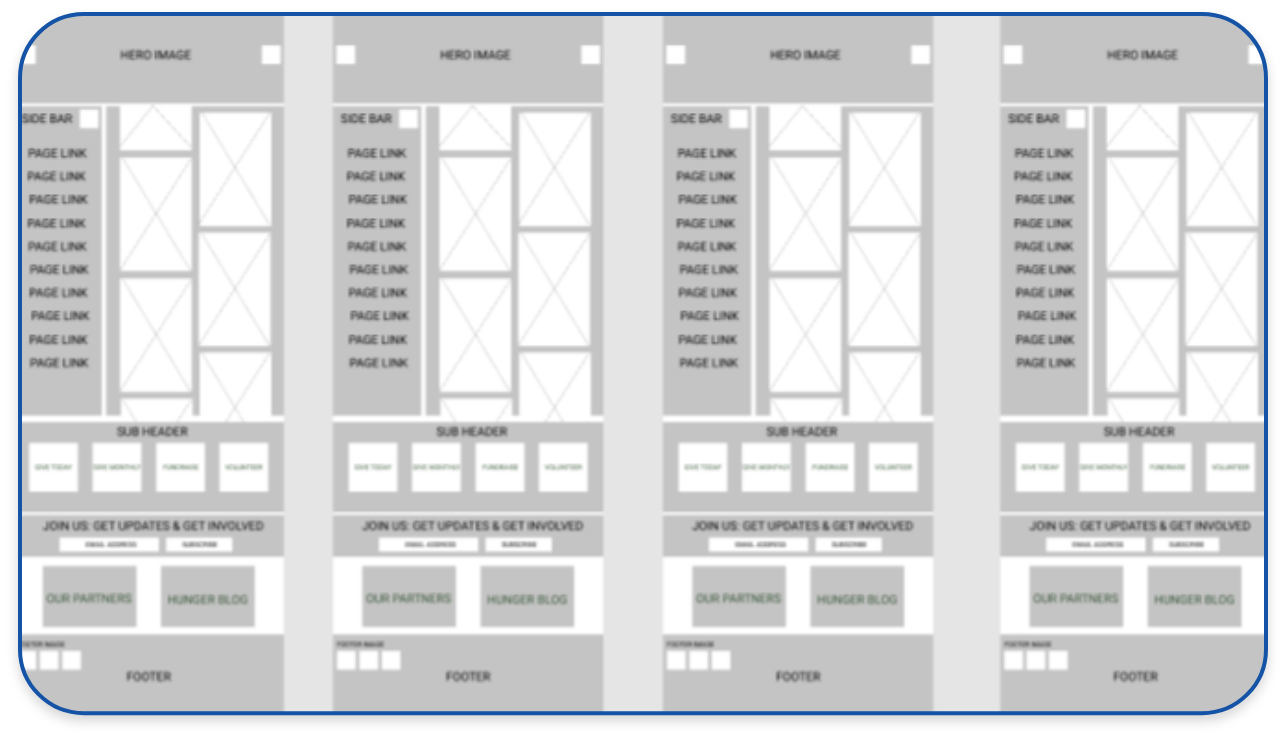 HERO IMAGE HERO IMAGE HERO IMAGE HERO IMAGE
SIDE BAR SIDE BAR SIDE BAR SIDE BAR
PAGE LINK PAGE LINK PAGE LINK PAGE LINK
PAGE LINK PAGE LINK PAGE LINK PAGE LINK
PAGE LINK PAGE LINK PAGE LINK PAGE LINK
PAGE LINK PAGE LINK PAGE LINK PAGE LINK
PAGE LINK PAGE LINK PAGE LINK PAGE LINK
PAGE LINK PAGE LINK PAGE LINK PAGE LINK
PAGE LINK PAGE LINK PAGE LINK PAGE LINK
PAGE LINK PAGE LINK PAGE LINK PAGE LINK
PAGE LINK PAGE LINK PAGE LINK PAGE LINK
PAGE LINK PAGE LINK PAGE LINK PAGE LINK
SUB HEADER SUB HEADER SUB HEADER SUB HEADER
GIVE TODAY GIVE MONTHLY FUNDRAISE VOLUNTEER GIVE TODAY GIVE MONTHLY FUNDRAISE VOLUNTEER GIVE TODAY GIVE MONTHLY FUNDRAISE VOLUNTEER GIVE TODAY GIVE MONTHLY FUNDRAISE VOLUNTEER
JOIN US: GET UPDATES & GET INVOLVED JOIN US: GET UPDATES & GET INVOLVED JOIN US: GET UPDATES & GET INVOLVED JOIN US: GET UPDATES & GET INVOLVED
EMAIL ADDRESS SUBSCRIBE EMAIL ADDRESS SUBSCRIBE EMAIL ADDRESS SUBSCRIBE EMAIL ADDRESS SUBSCRIBE
OUR PARTNERS HUNGER BLOG OUR PARTNERS HUNGER BLOG OUR PARTNERS HUNGER BLOG OUR PARTNERS HUNGER BLOG
IMAGE FOOTER IMAGE FOOTER IMAGE FOOTER IMAGE
FOOTER FOOTER FOOTER FOOTER